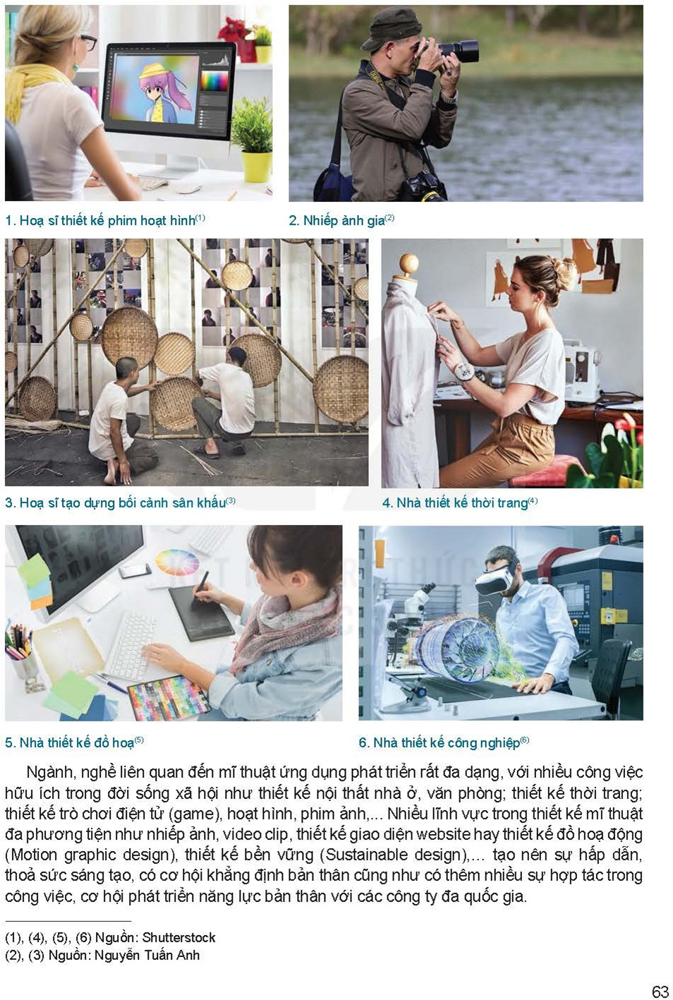 1. Hoạ sĩ thiết kế phim hoạt hình(1)
2. Nhiếp ảnh gia(2)
3. Hoạ sĩ tạo dựng bối cảnh sân khấu(3)
4. Nhà thiết kế thời trang(4)
5. Nhà thiết kế đồ hoạ(5)
6. Nhà thiết kế công nghiệp(6)
Ngành, nghề liên quan đến mĩ thuật ứng dụng phát triển rất đa dạng, với nhiều công việc
hữu ích trong đời sống xã hội như thiết kế nội thất nhà ở, văn phòng; thiết kế thời trang;
thiết kế trò chơi điện tử (game), hoạt hình, phim ảnh,... Nhiều lĩnh vực trong thiết kế mĩ thuật
đa phương tiện như nhiếp ảnh, video clip, thiết kế giao diện website hay thiết kế đồ hoạ động
(Motion graphic design), thiết kế bền vững (Sustainable design),... tạo nên sự hấp dẫn,
thoả sức sáng tạo, có cơ hội khẳng định bản thân cũng như có thêm nhiều sự hợp tác trong
công việc, cơ hội phát triển năng lực bản thân với các công ty đa quốc gia.
(1), (4), (5), (6) Nguồn: Shutterstock
(2), (3) Nguồn: Nguyễn Tuấn Anh
63